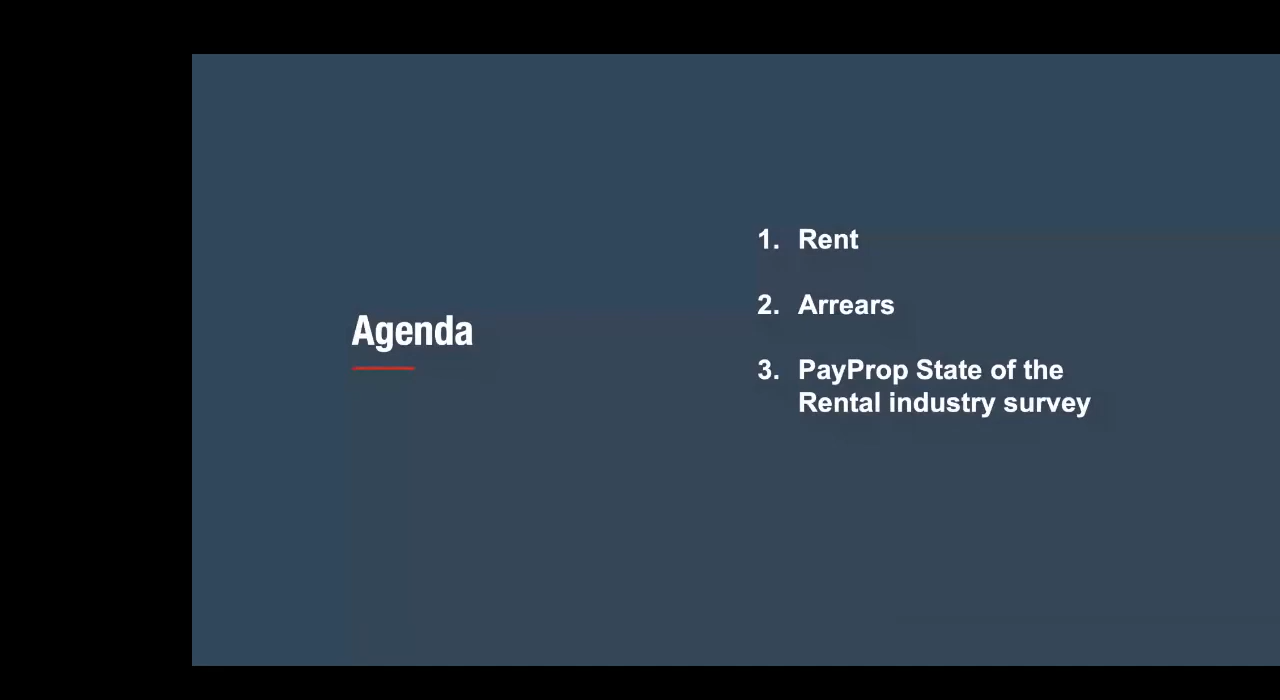 Agenda
1. Rent
2. Arrears
3. PayProp State of the
Rental industry survey